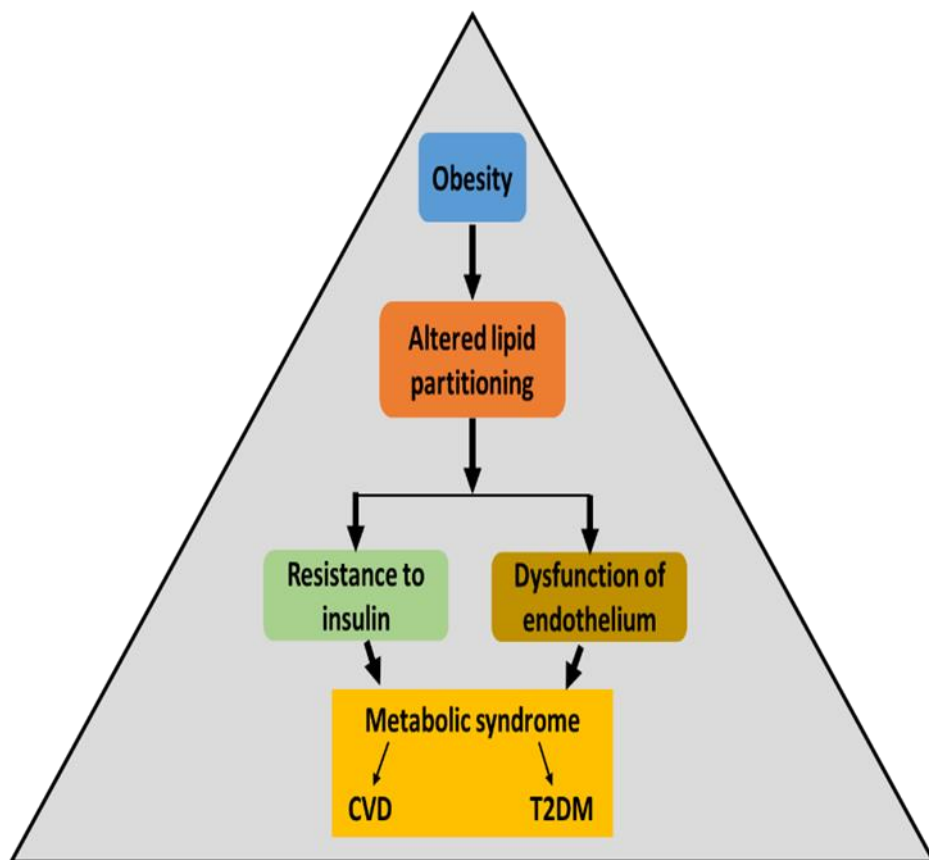 Obesity
Altered lipid
partitioning
Resistance to
insulin
Dysfunction of
endothelium
Metabolic syndrome
CVD
T2DM